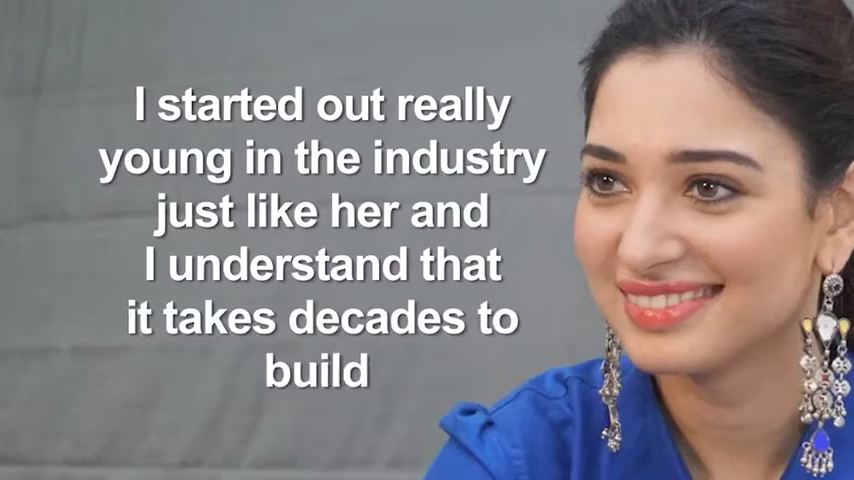 I started out really
young in the industry
just like her and
I understand that
it takes decades to
build